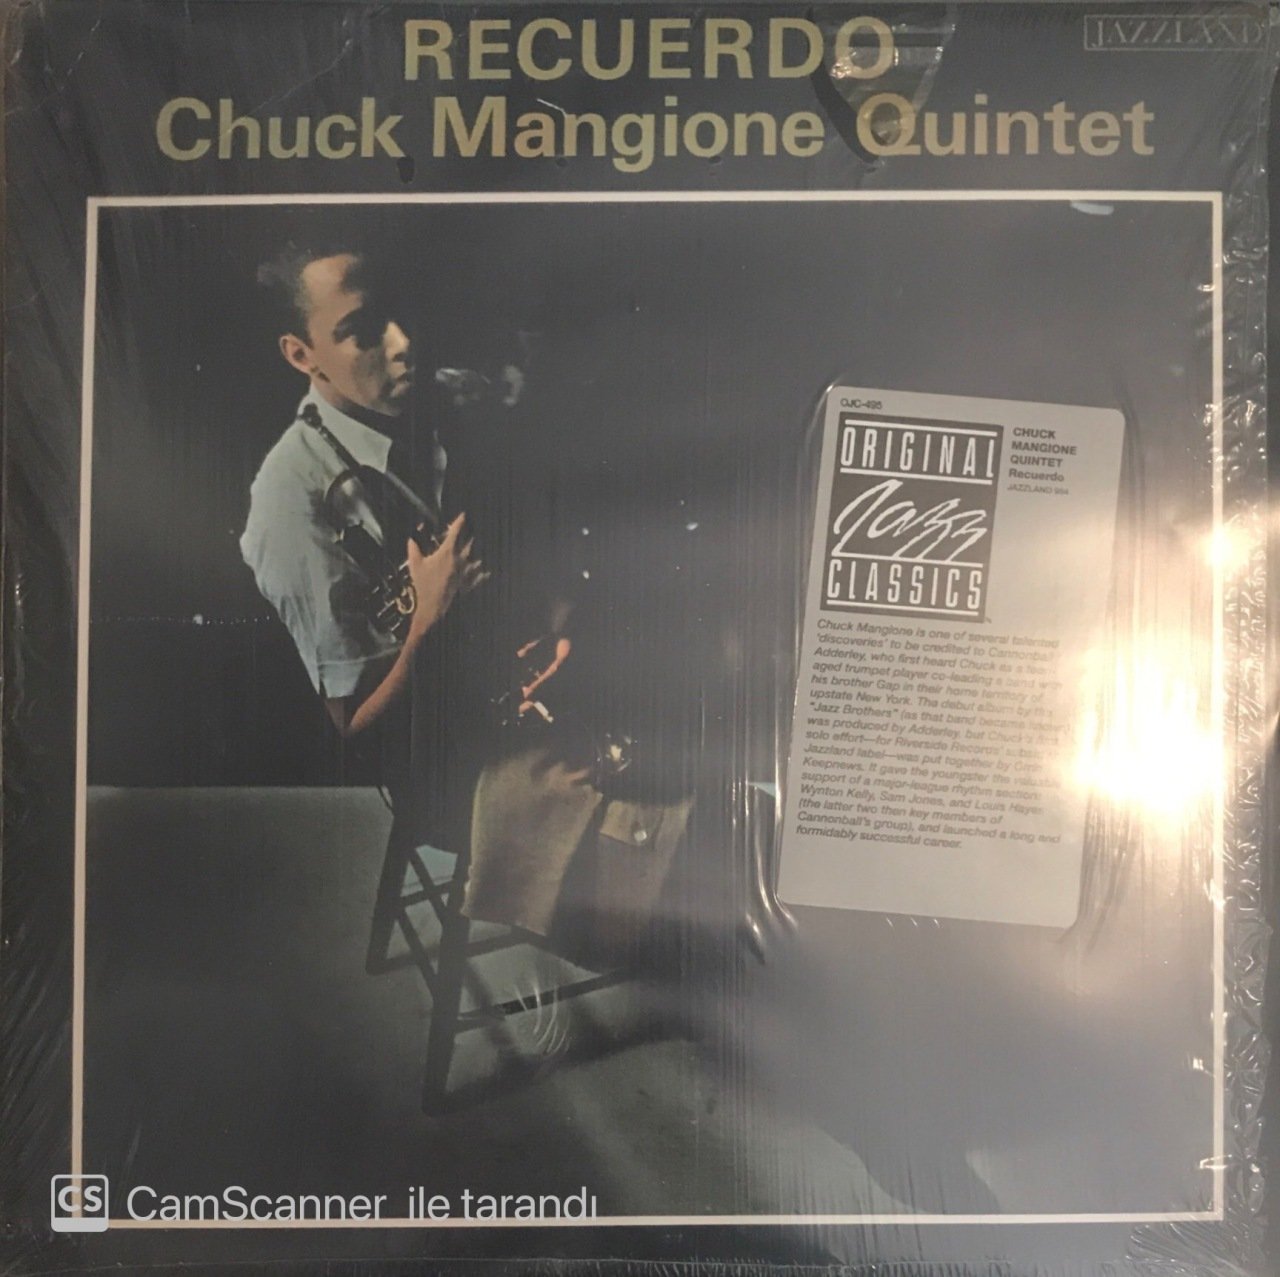 RECUERDO
JAZZLAND
Chuck Mangione Quintet
OJC-495
ORIGINAL
Jazz
CLASSICS
CHUCK
MANGIONE
QUINTET
Recuerdo
JAZZLAND 984
Chuck Mangione is one of several talented
'discoveries' to be credited to Cannonball
Adderley, who first heard Chuck as a teen-
aged trumpet player co-leading a band with
his brother Gap in their home territory of
upstate New York. The debut album by the
"Jazz Brothers" (as that band became known)
was produced by Adderley, but Chuck's first
solo effort—for Riverside Records'
Jazzland label—was put together by Orrin
Keepnews. It gave the youngster the valuable
support of a major-league rhythm section:
Wynton Kelly, Sam Jones, and Louis Hayes
(the latter two then key members of
Cannonball's group), and launched a long and
formidably successful career.
CS CamScanner ile tarandı